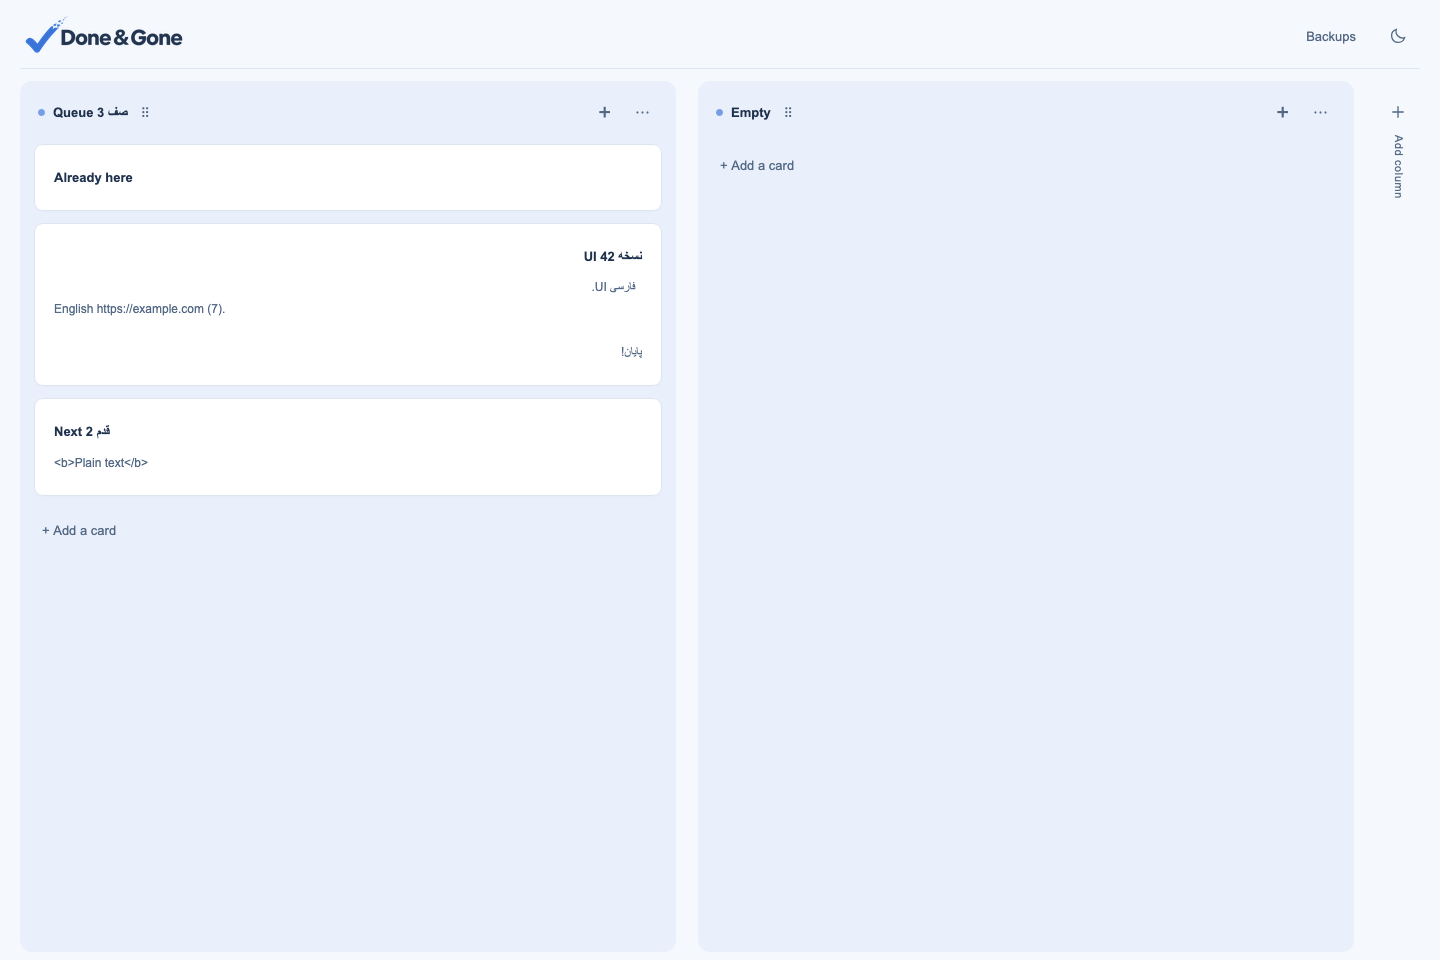 Done & Gone
Backups
Queue 3 صف
Already here
نسخه 42 UI
فارسی UI.
English https://example.com (7).
پایان!
Next 2 قدم
<b>Plain text</b>
+ Add a card
Empty
+ Add a card
Add column